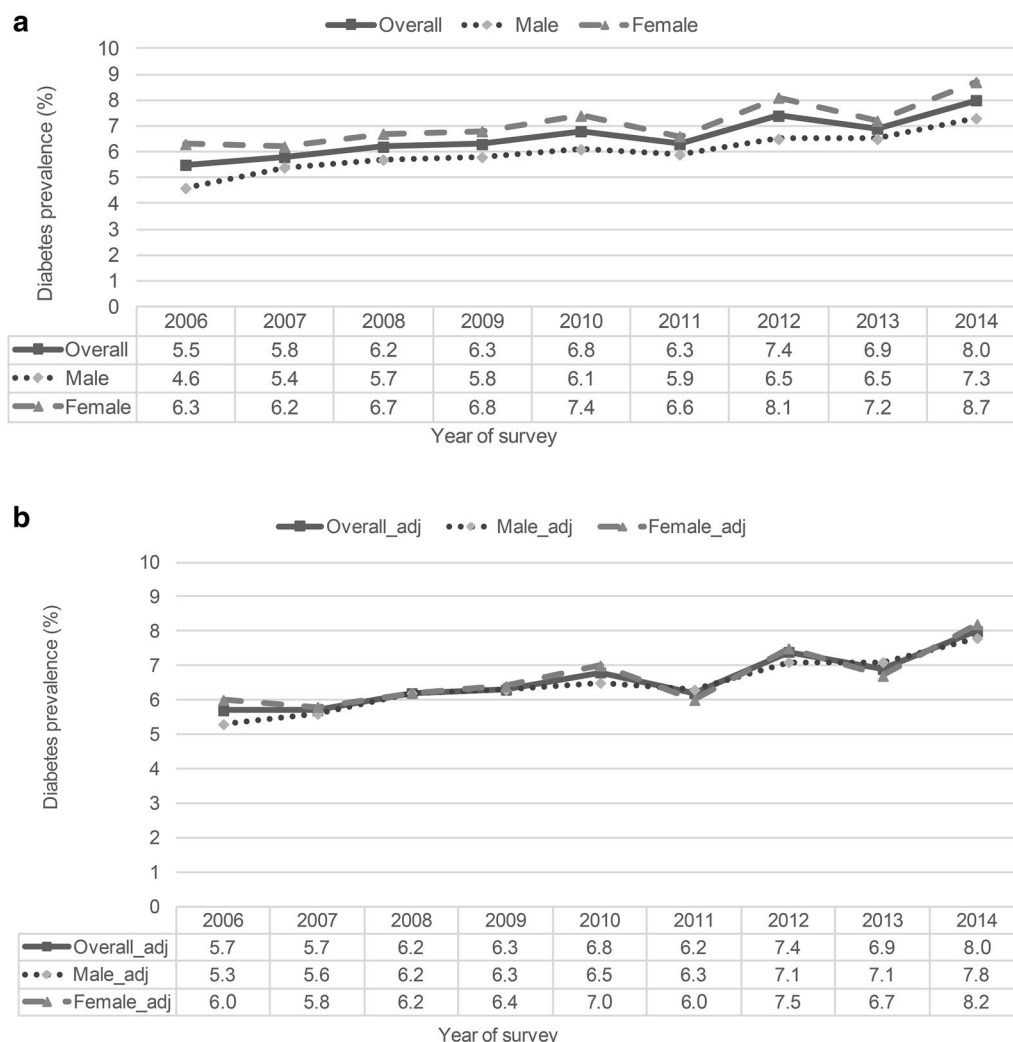 a
Overall Male Female
10
9
8
7
6
5
4
3
2
1
0
Diabetes prevalence (%)
2006 2007 2008 2009 2010 2011 2012 2013 2014
Overall 5.5 5.8 6.2 6.3 6.8 6.3 7.4 6.9 8.0
Male 4.6 5.4 5.7 5.8 6.1 5.9 6.5 6.5 7.3
Female 6.3 6.2 6.7 6.8 7.4 6.6 8.1 7.2 8.7
Year of survey
b
Overall_adj Male_adj Female_adj
10
9
8
7
6
5
4
3
2
1
0
Diabetes prevalence (%)
2006 2007 2008 2009 2010 2011 2012 2013 2014
Overall_adj 5.7 5.7 6.2 6.3 6.8 6.2 7.4 6.9 8.0
Male_adj 5.3 5.6 6.2 6.3 6.5 6.3 7.1 7.1 7.8
Female_adj 6.0 5.8 6.2 6.4 7.0 6.0 7.5 6.7 8.2
Year of survey